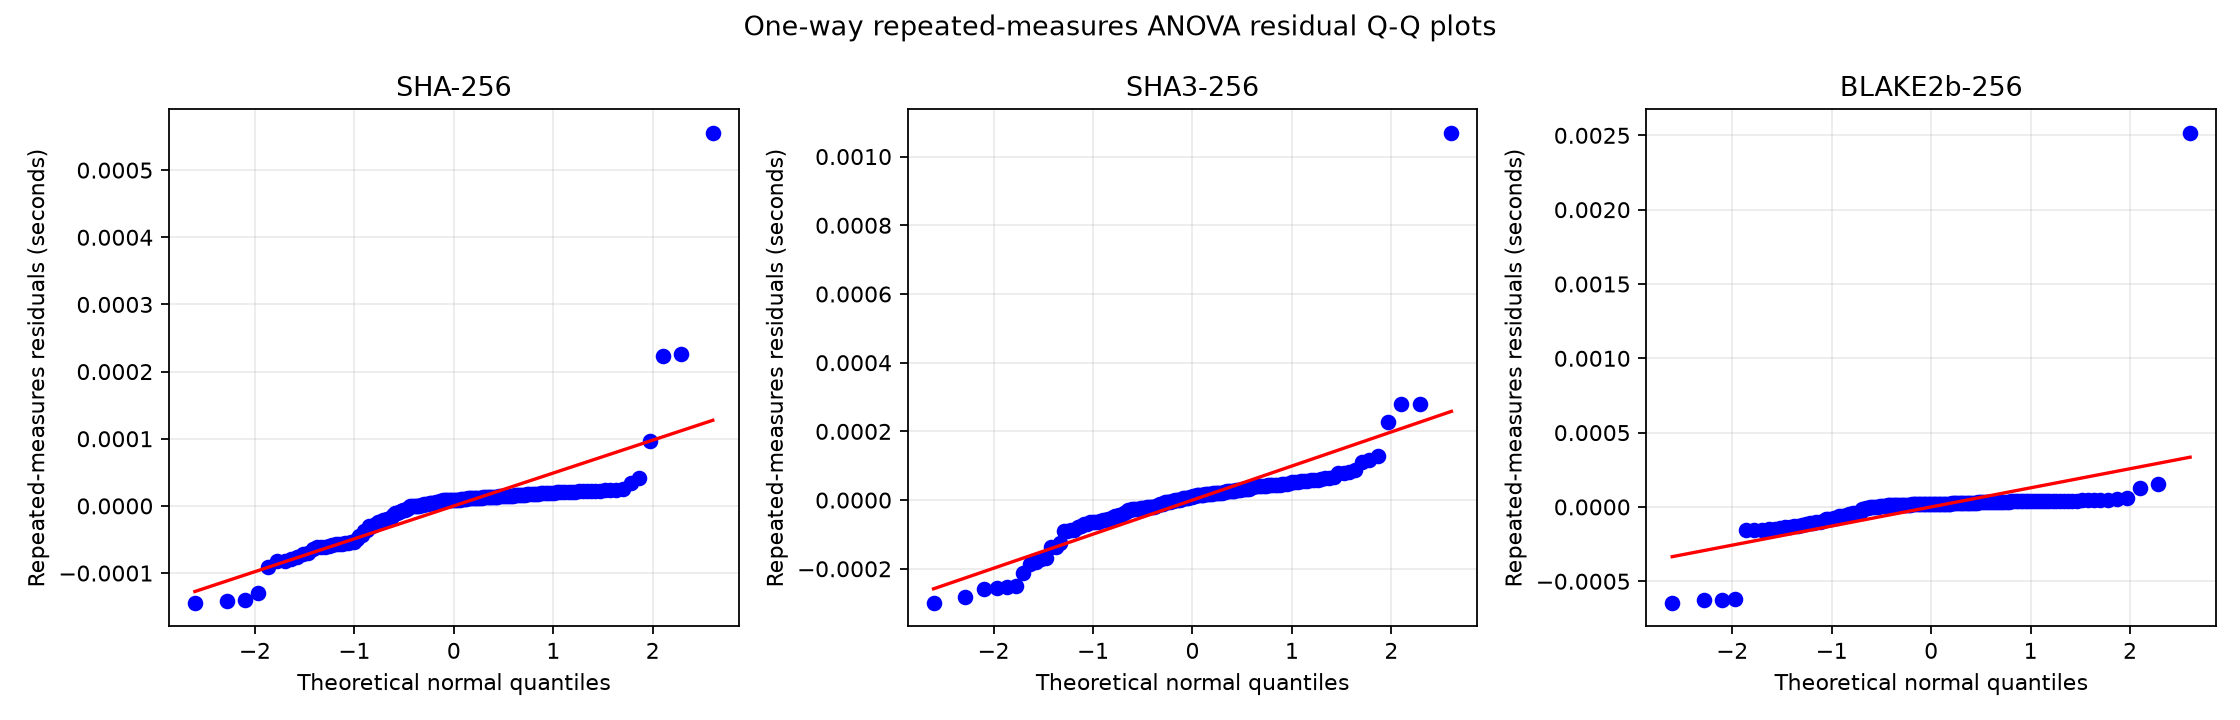 One-way repeated-measures ANOVA residual Q-Q plots
SHA-256
Repeated-measures residuals (seconds)
0.0005
0.0004
0.0003
0.0002
0.0001
0.0000
−0.0001
−2 −1 0 1 2
Theoretical normal quantiles
SHA3-256
Repeated-measures residuals (seconds)
0.0010
0.0008
0.0006
0.0004
0.0002
0.0000
−0.0002
−2 −1 0 1 2
Theoretical normal quantiles
BLAKE2b-256
Repeated-measures residuals (seconds)
0.0025
0.0020
0.0015
0.0010
0.0005
0.0000
−0.0005
−2 −1 0 1 2
Theoretical normal quantiles